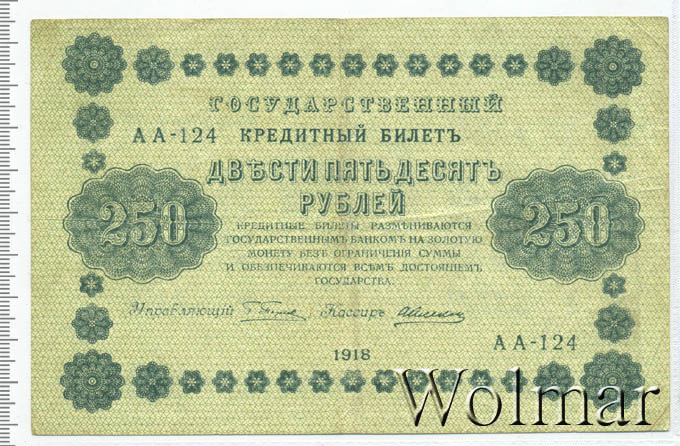 ГОСУДАРСТВЕННЫЙ
АА-124 КРЕДИТНЫЙ БИЛЕТЪ
ДВѢСТИ ПЯТЬДЕСЯТЪ
РУБЛЕЙ
250 250
КРЕДИТНЫЕ БИЛЕТЫ РАЗМѢНИВАЮТСЯ
ГОСУДАРСТВЕННЫМЪ БАНКОМЪ НА ЗОЛОТУЮ
МОНЕТУ БЕЗЪ ОГРАНИЧЕНІЯ СУММЫ
И ОБЕЗПЕЧИВАЮТСЯ ВСѢМЪ ДОСТОЯНІЕМЪ
ГОСУДАРСТВА.
Управляющій Кассиръ
АА-124
1918
Wolmar